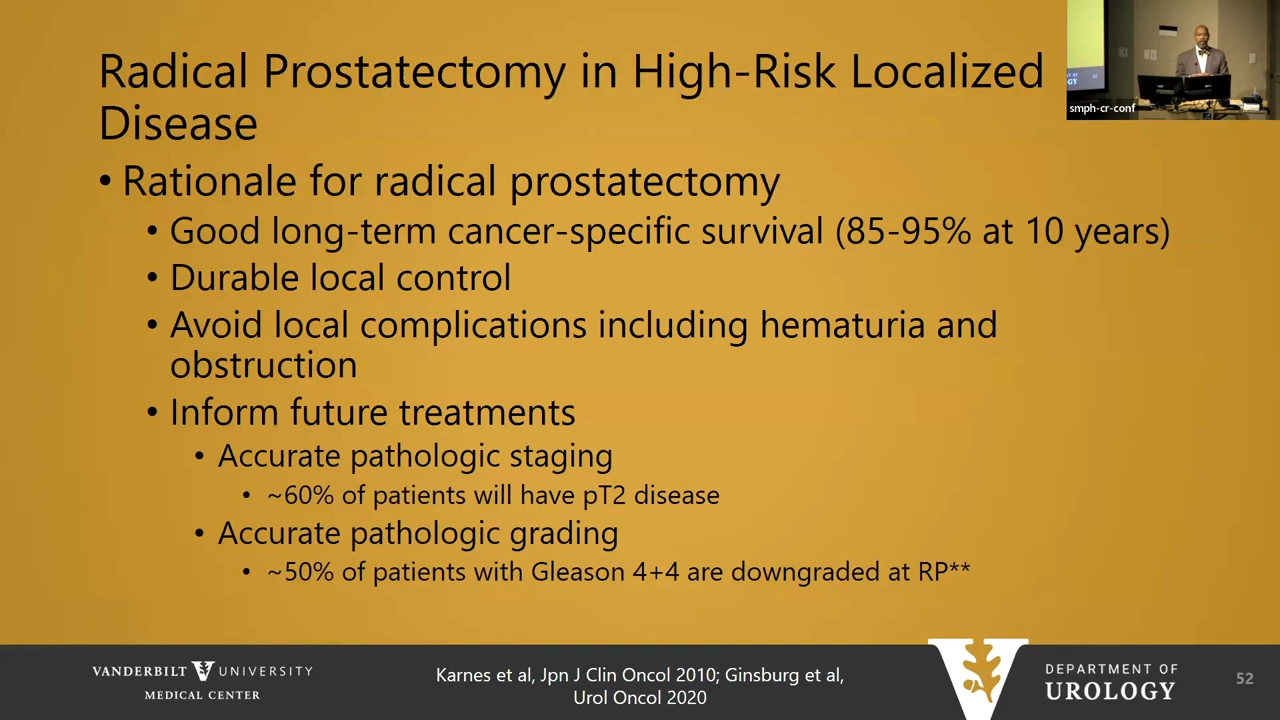 Radical Prostatectomy in High-Risk Localized
Disease
• Rationale for radical prostatectomy
• Good long-term cancer-specific survival (85-95% at 10 years)
• Durable local control
• Avoid local complications including hematuria and
obstruction
• Inform future treatments
• Accurate pathologic staging
• ~60% of patients will have pT2 disease
• Accurate pathologic grading
• ~50% of patients with Gleason 4+4 are downgraded at RP**
smph-cr-conf
VANDERBILT UNIVERSITY
MEDICAL CENTER
Karnes et al, Jpn J Clin Oncol 2010; Ginsburg et al,
Urol Oncol 2020
DEPARTMENT OF
UROLOGY
52